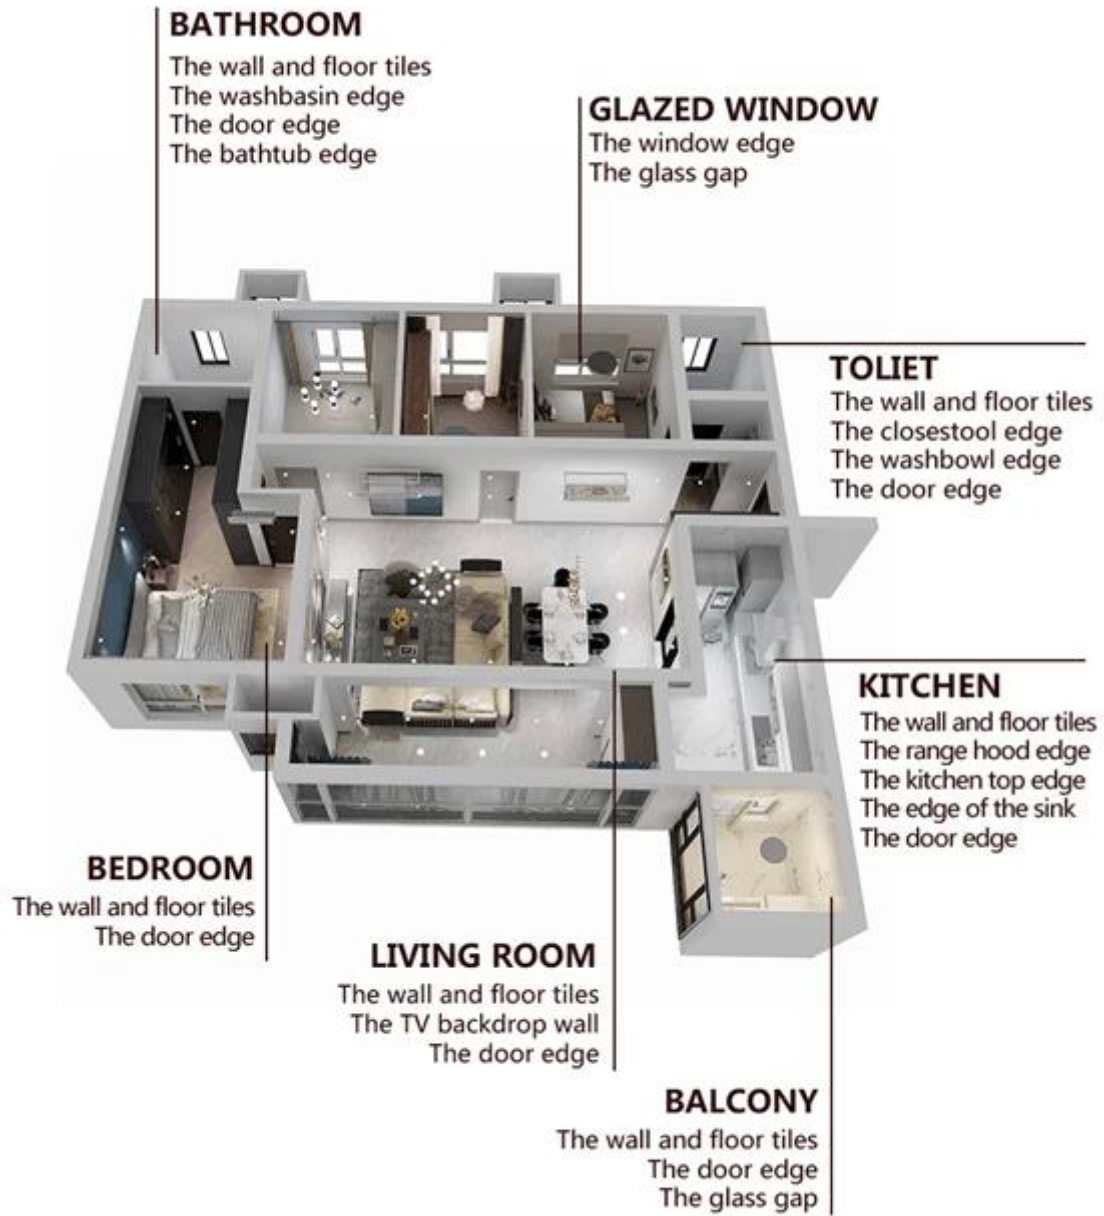 BATHROOM
The wall and floor tiles
The washbasin edge
The door edge
The bathtub edge
GLAZED WINDOW
The window edge
The glass gap
TOLIET
The wall and floor tiles
The closestool edge
The washbowl edge
The door edge
KITCHEN
The wall and floor tiles
The range hood edge
The kitchen top edge
The edge of the sink
The door edge
BEDROOM
The wall and floor tiles
The door edge
LIVING ROOM
The wall and floor tiles
The TV backdrop wall
The door edge
BALCONY
The wall and floor tiles
The door edge
The glass gap